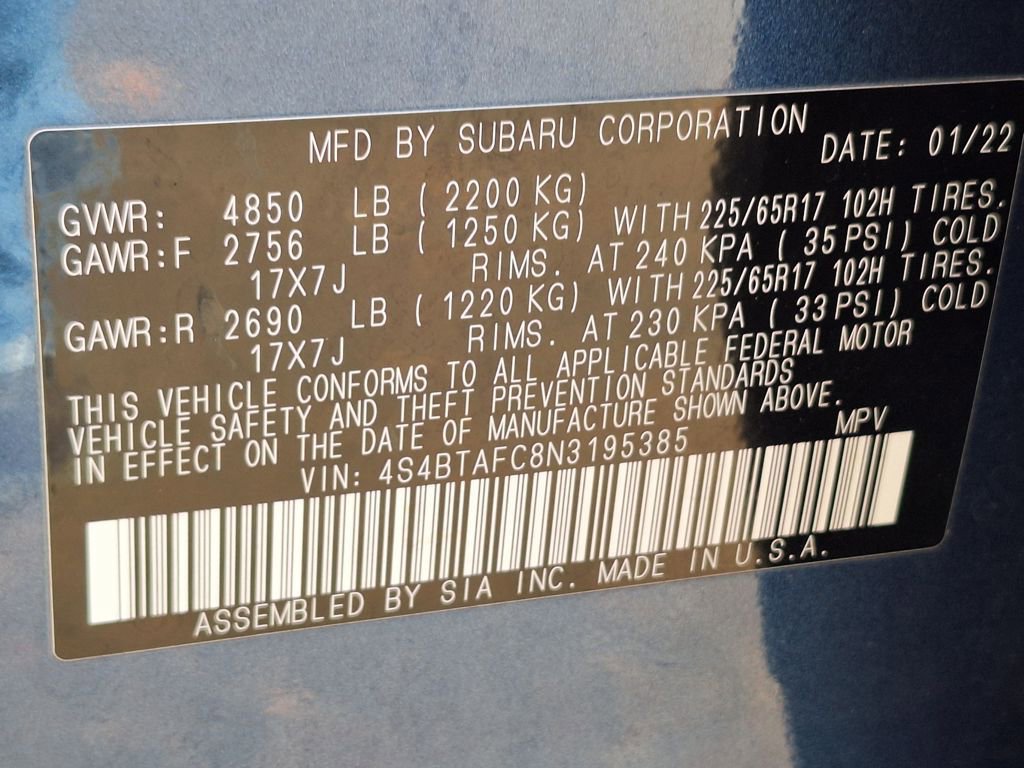 MFD BY SUBARU CORPORATION DATE: 01/22
GVWR: 4850 LB ( 2200 KG)
GAWR:F 2756 LB ( 1250 KG) WITH 225/65R17 102H TIRES.
17X7J RIMS. AT 240 KPA ( 35 PSI) COLD
GAWR:R 2690 LB ( 1220 KG) WITH 225/65R17 102H TIRES.
17X7J RIMS. AT 230 KPA ( 33 PSI) COLD
THIS VEHICLE CONFORMS TO ALL APPLICABLE FEDERAL MOTOR
VEHICLE SAFETY AND THEFT PREVENTION STANDARDS
IN EFFECT ON THE DATE OF MANUFACTURE SHOWN ABOVE.
VIN: 4S4BTAFC8N3195385 MPV
ASSEMBLED BY SIA INC. MADE IN U.S.A.